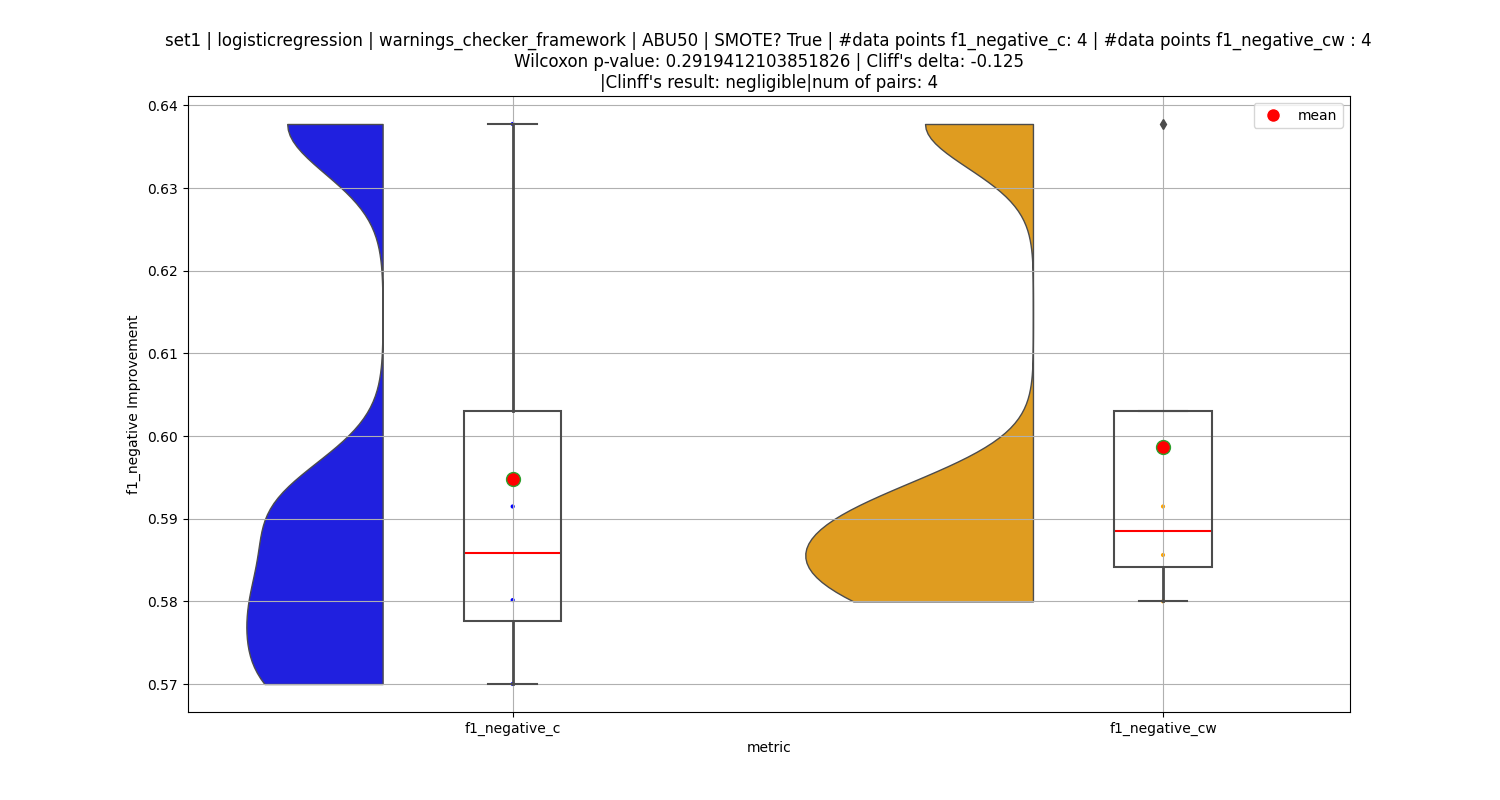 set1 | logisticregression | warnings_checker_framework | ABU50 | SMOTE? True | #data points f1_negative_c: 4 | #data points f1_negative_cw : 4
Wilcoxon p-value: 0.2919412103851826 | Cliff's delta: -0.125
|Clinff's result: negligible|num of pairs: 4
mean
0.64
0.63
0.62
0.61
0.60
0.59
0.58
0.57
f1_negative Improvement
f1_negative_c
f1_negative_cw
metric